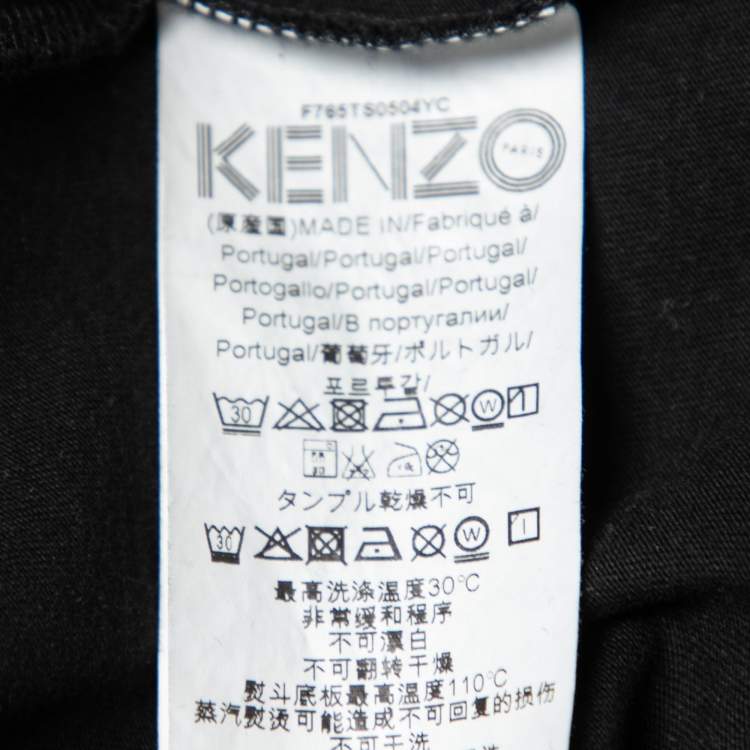 F765TS0504YC
KENZO
PARIS
(原産国)MADE IN/Fabriqué à/
Portugal/Portugal/Portugal/
Portogallo/Portugal/Portugal/
Portugal/В португалии/
Portugal/葡萄牙/ポルトガル/
포르투갈/
30 W
タンブル乾燥不可
30 W
最高洗涤温度30°C
非常缓和程序
不可漂白
不可翻转干燥
熨斗底板最高温度110°C
蒸汽熨烫可能造成不可回复的损伤
不可干洗